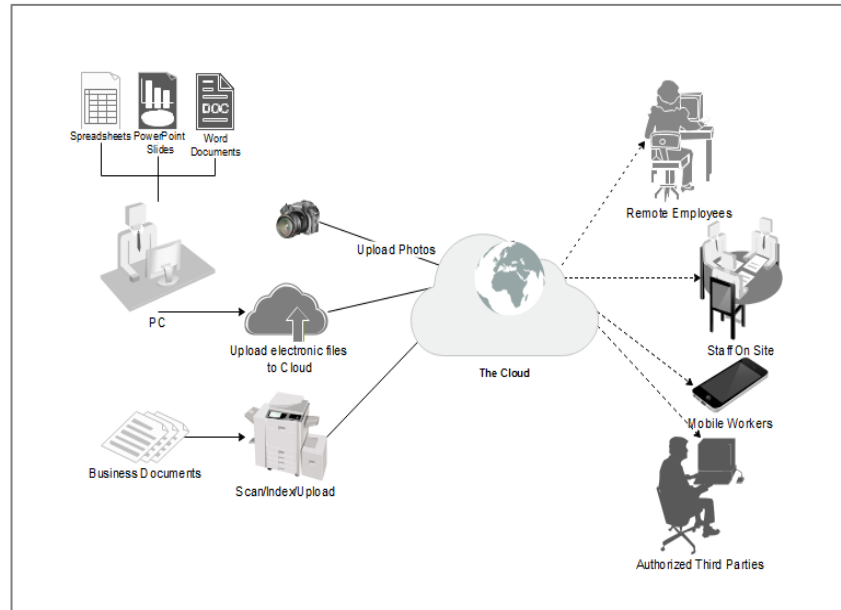 DOC
Spreadsheets
PowerPoint
Slides
Word
Documents
PC
Upload Photos
Upload electronic files
to Cloud
Business Documents
Scan/Index/Upload
The Cloud
Remote Employees
Staff On Site
Mobile Workers
Authorized Third Parties